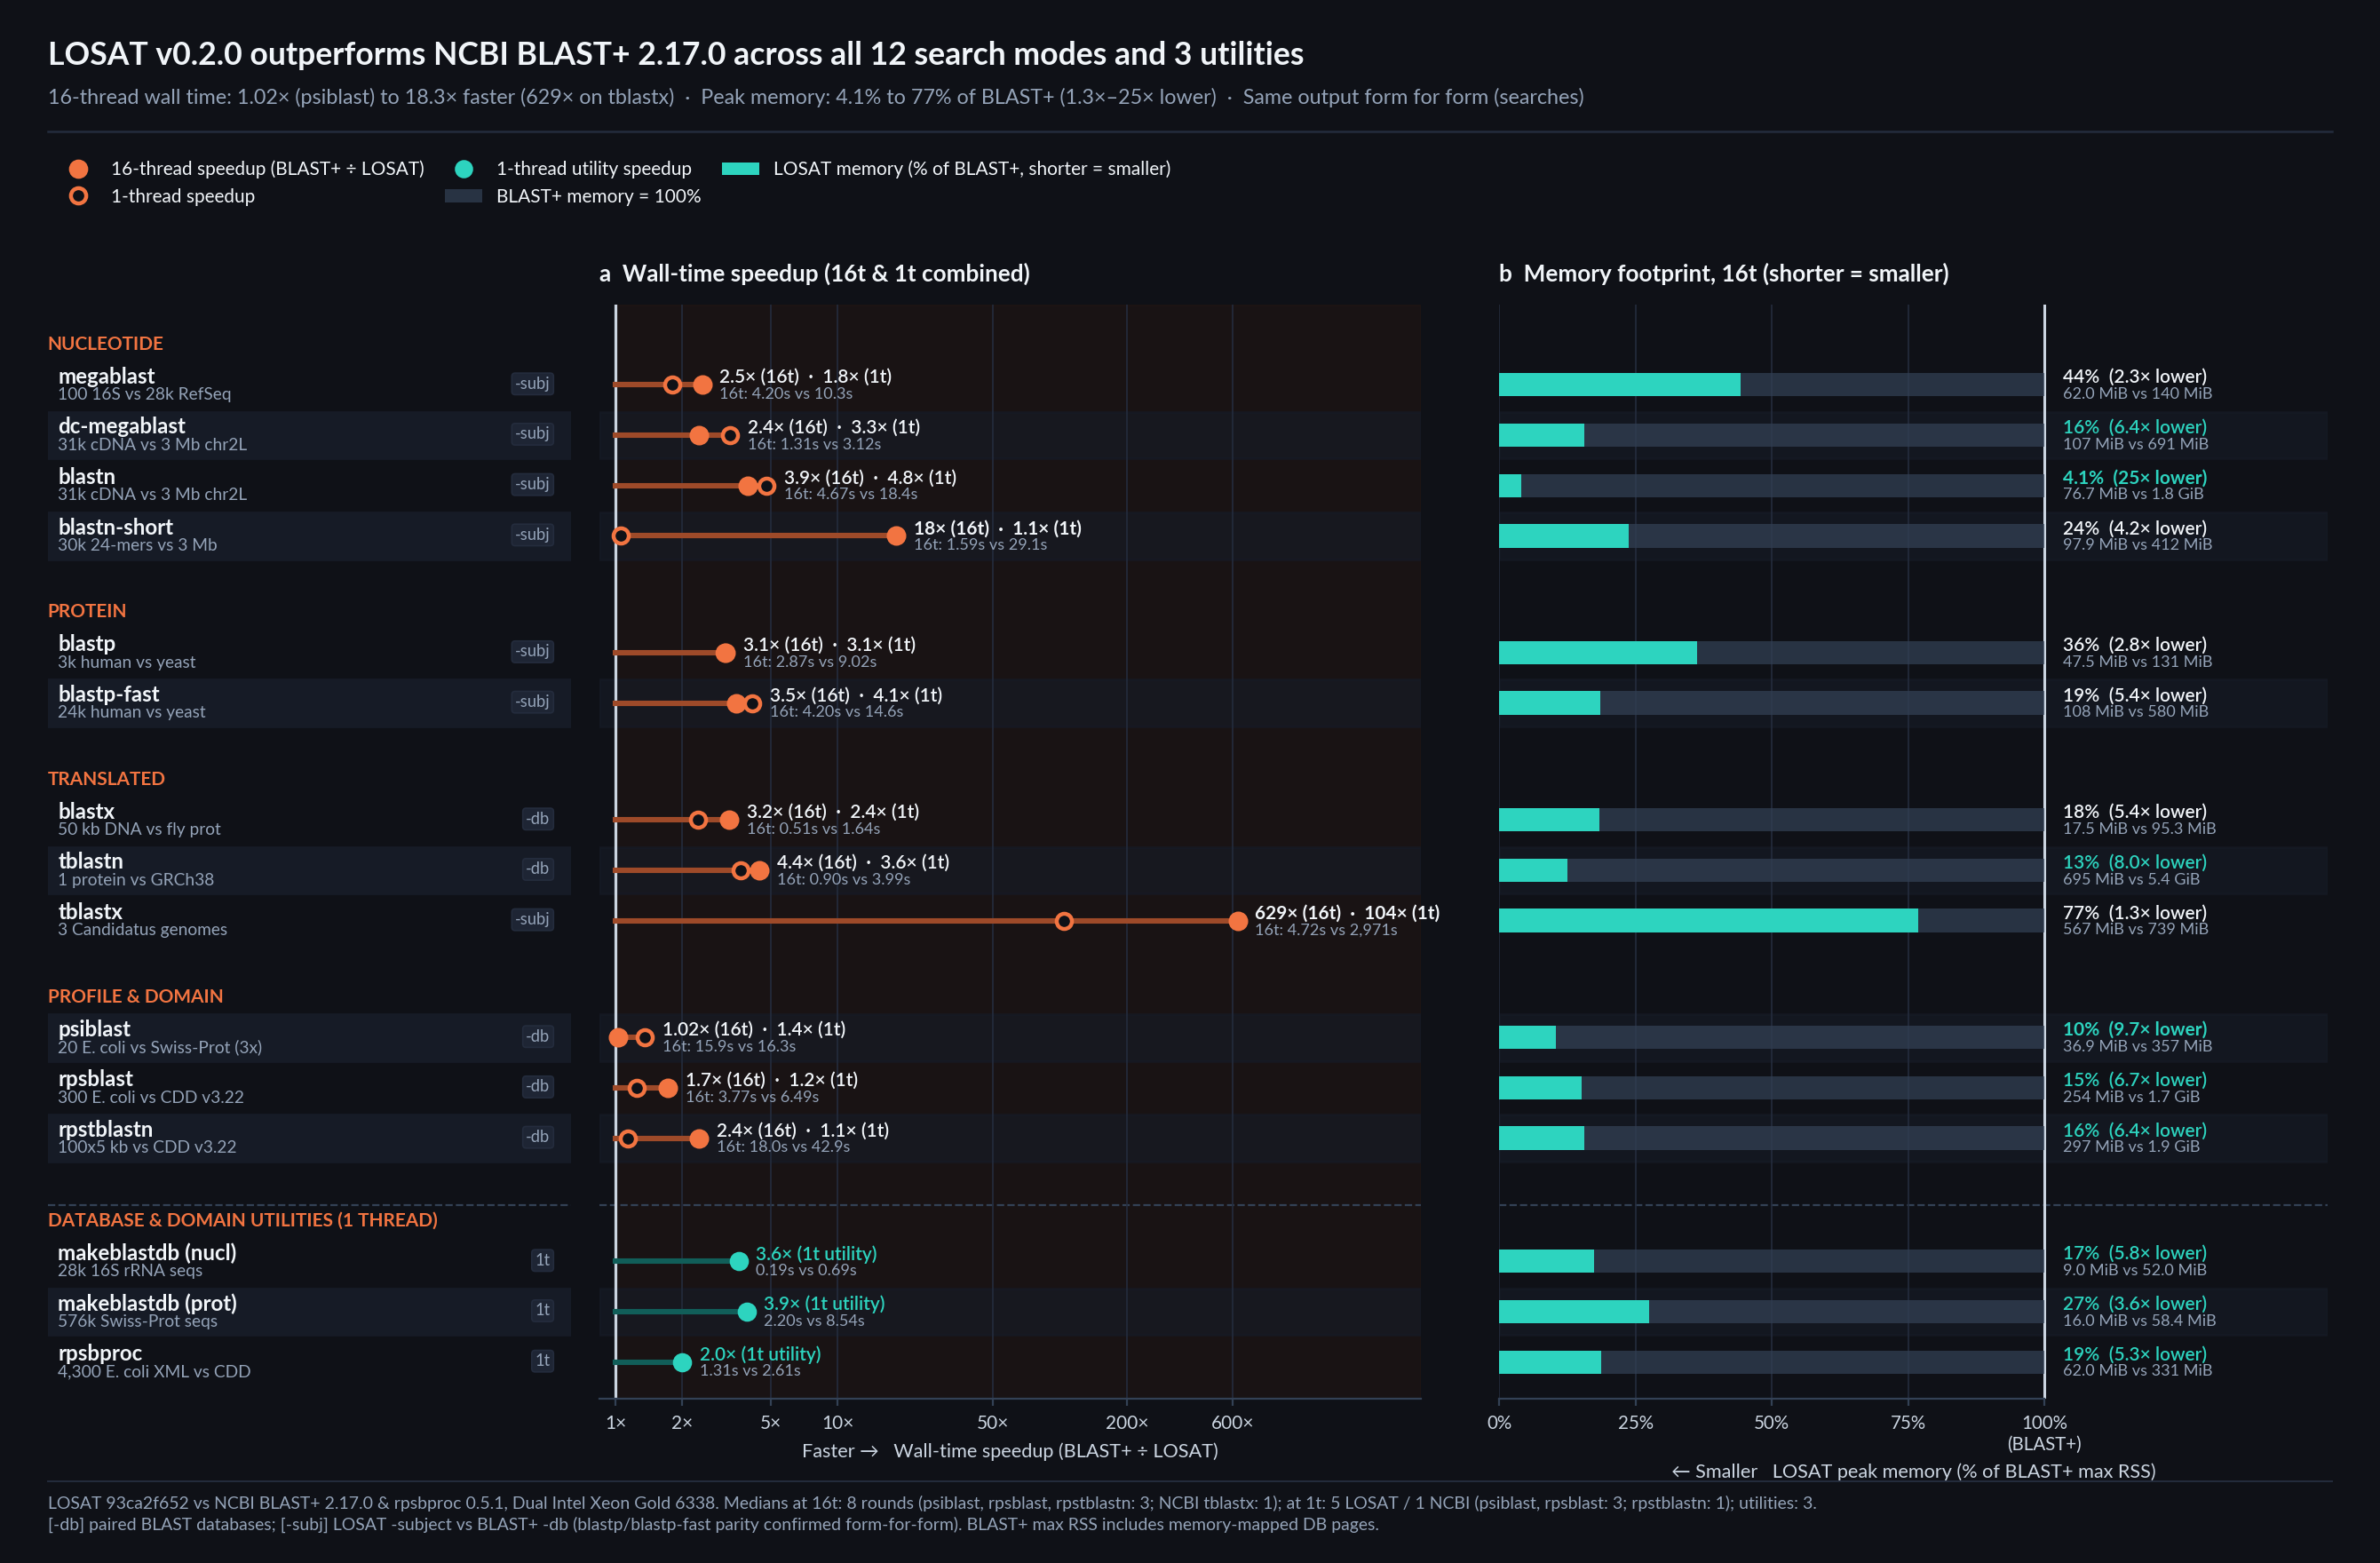 LOSAT v0.2.0 outperforms NCBI BLAST+ 2.17.0 across all 12 search modes and 3 utilities
16-thread wall time: 1.02× (psiblast) to 18.3× faster (629× on tblastx) · Peak memory: 4.1% to 77% of BLAST+ (1.3×–25× lower) · Same output form for form (searches)
16-thread speedup (BLAST+ ÷ LOSAT)
1-thread utility speedup
LOSAT memory (% of BLAST+, shorter = smaller)
1-thread speedup
BLAST+ memory = 100%
a Wall-time speedup (16t & 1t combined)
b Memory footprint, 16t (shorter = smaller)
NUCLEOTIDE
megablast
100 16S vs 28k RefSeq
-subj
2.5× (16t) · 1.8× (1t)
16t: 4.20s vs 10.3s
44% (2.3× lower)
62.0 MiB vs 140 MiB
dc-megablast
31k cDNA vs 3 Mb chr2L
-subj
2.4× (16t) · 3.3× (1t)
16t: 1.31s vs 3.12s
16% (6.4× lower)
107 MiB vs 691 MiB
blastn
31k cDNA vs 3 Mb chr2L
-subj
3.9× (16t) · 4.8× (1t)
16t: 4.67s vs 18.4s
4.1% (25× lower)
76.7 MiB vs 1.8 GiB
blastn-short
30k 24-mers vs 3 Mb
-subj
18× (16t) · 1.1× (1t)
16t: 1.59s vs 29.1s
24% (4.2× lower)
97.9 MiB vs 412 MiB
PROTEIN
blastp
3k human vs yeast
-subj
3.1× (16t) · 3.1× (1t)
16t: 2.87s vs 9.02s
36% (2.8× lower)
47.5 MiB vs 131 MiB
blastp-fast
24k human vs yeast
-subj
3.5× (16t) · 4.1× (1t)
16t: 4.20s vs 14.6s
19% (5.4× lower)
108 MiB vs 580 MiB
TRANSLATED
blastx
50 kb DNA vs fly prot
-db
3.2× (16t) · 2.4× (1t)
16t: 0.51s vs 1.64s
18% (5.4× lower)
17.5 MiB vs 95.3 MiB
tblastn
1 protein vs GRCh38
-db
4.4× (16t) · 3.6× (1t)
16t: 0.90s vs 3.99s
13% (8.0× lower)
695 MiB vs 5.4 GiB
tblastx
3 Candidatus genomes
-subj
629× (16t) · 104× (1t)
16t: 4.72s vs 2,971s
77% (1.3× lower)
567 MiB vs 739 MiB
PROFILE & DOMAIN
psiblast
20 E. coli vs Swiss-Prot (3x)
-db
1.02× (16t) · 1.4× (1t)
16t: 15.9s vs 16.3s
10% (9.7× lower)
36.9 MiB vs 357 MiB
rpsblast
300 E. coli vs CDD v3.22
-db
1.7× (16t) · 1.2× (1t)
16t: 3.77s vs 6.49s
15% (6.7× lower)
254 MiB vs 1.7 GiB
rpstblastn
100x5 kb vs CDD v3.22
-db
2.4× (16t) · 1.1× (1t)
16t: 18.0s vs 42.9s
16% (6.4× lower)
297 MiB vs 1.9 GiB
DATABASE & DOMAIN UTILITIES (1 THREAD)
makeblastdb (nucl)
28k 16S rRNA seqs
1t
3.6× (1t utility)
0.19s vs 0.69s
17% (5.8× lower)
9.0 MiB vs 52.0 MiB
makeblastdb (prot)
576k Swiss-Prot seqs
1t
3.9× (1t utility)
2.20s vs 8.54s
27% (3.6× lower)
16.0 MiB vs 58.4 MiB
rpsbproc
4,300 E. coli XML vs CDD
1t
2.0× (1t utility)
1.31s vs 2.61s
19% (5.3× lower)
62.0 MiB vs 331 MiB
1× 2× 5× 10× 50× 200× 600×
0% 25% 50% 75% 100%
(BLAST+)
Faster → Wall-time speedup (BLAST+ ÷ LOSAT)
← Smaller LOSAT peak memory (% of BLAST+ max RSS)
LOSAT 93ca2f652 vs NCBI BLAST+ 2.17.0 & rpsbproc 0.5.1, Dual Intel Xeon Gold 6338. Medians at 16t: 8 rounds (psiblast, rpsblast, rpstblastn: 3; NCBI tblastx: 1); at 1t: 5 LOSAT / 1 NCBI (psiblast, rpsblast: 3; rpstblastn: 1); utilities: 3.
[-db] paired BLAST databases; [-subj] LOSAT -subject vs BLAST+ -db (blastp/blastp-fast parity confirmed form-for-form). BLAST+ max RSS includes memory-mapped DB pages.